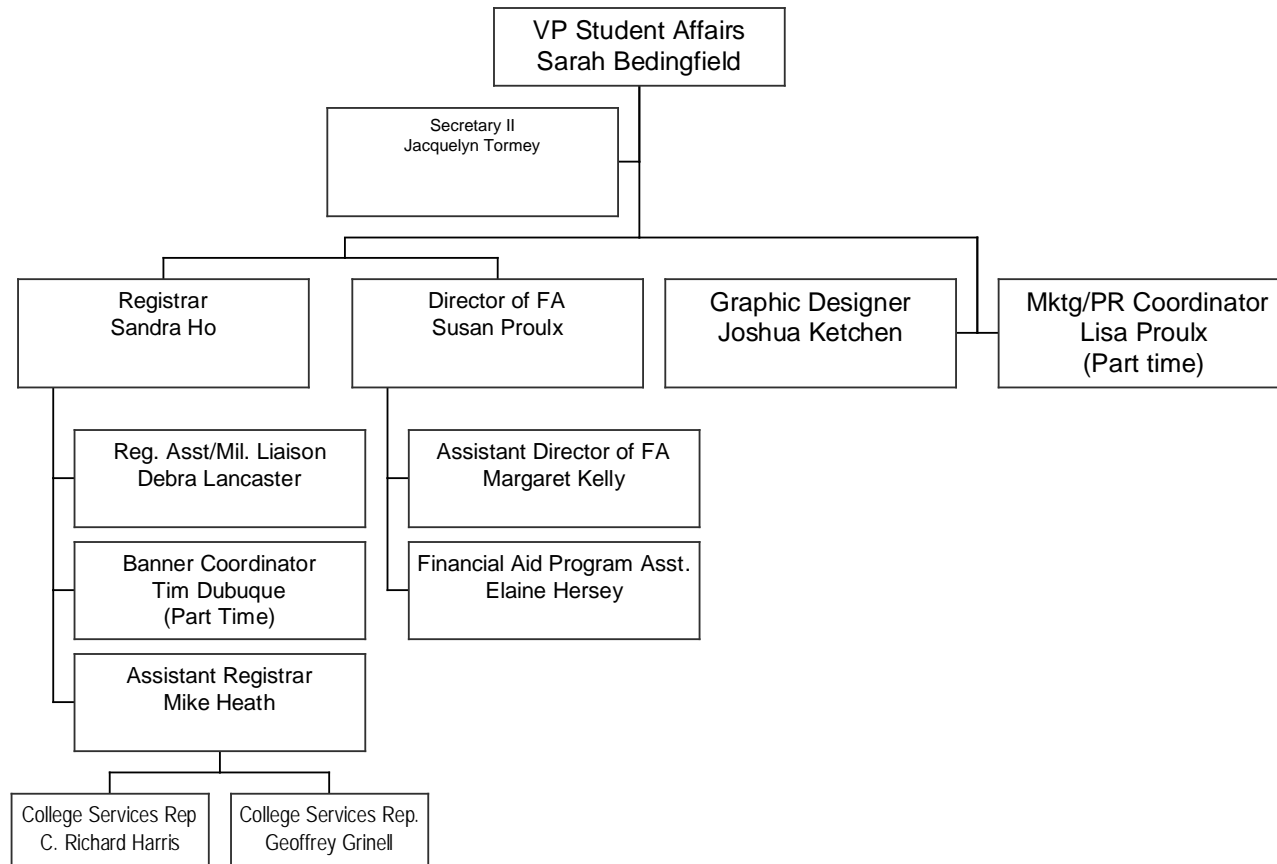 VP Student Affairs
Sarah Bedingfield
Secretary II
Jacquelyn Tormey
Registrar
Sandra Ho
Director of FA
Susan Proulx
Graphic Designer
Joshua Ketchen
Mktg/PR Coordinator
Lisa Proulx
(Part time)
Reg. Asst/Mil. Liaison
Debra Lancaster
Assistant Director of FA
Margaret Kelly
Banner Coordinator
Tim Dubuque
(Part Time)
Financial Aid Program Asst.
Elaine Hersey
Assistant Registrar
Mike Heath
College Services Rep
C. Richard Harris
College Services Rep.
Geoffrey Grinell